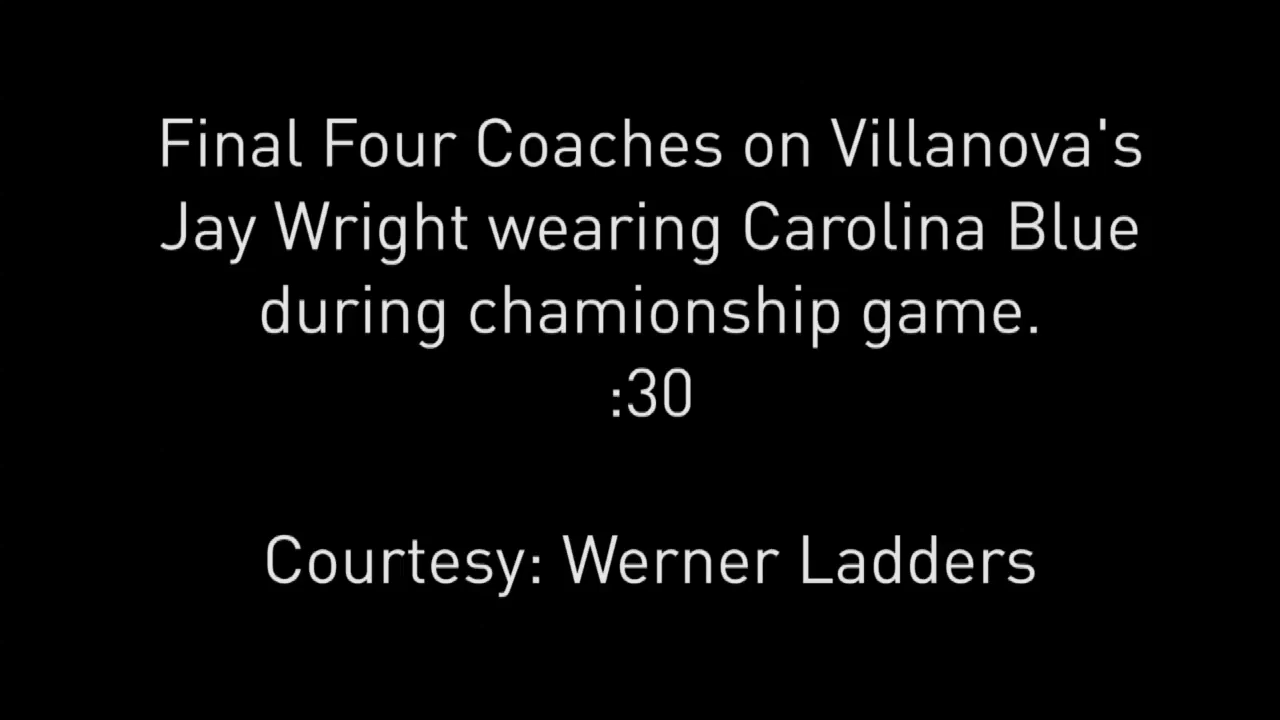 Final Four Coaches on Villanova's
Jay Wright wearing Carolina Blue
during chamionship game.
:30
Courtesy: Werner Ladders